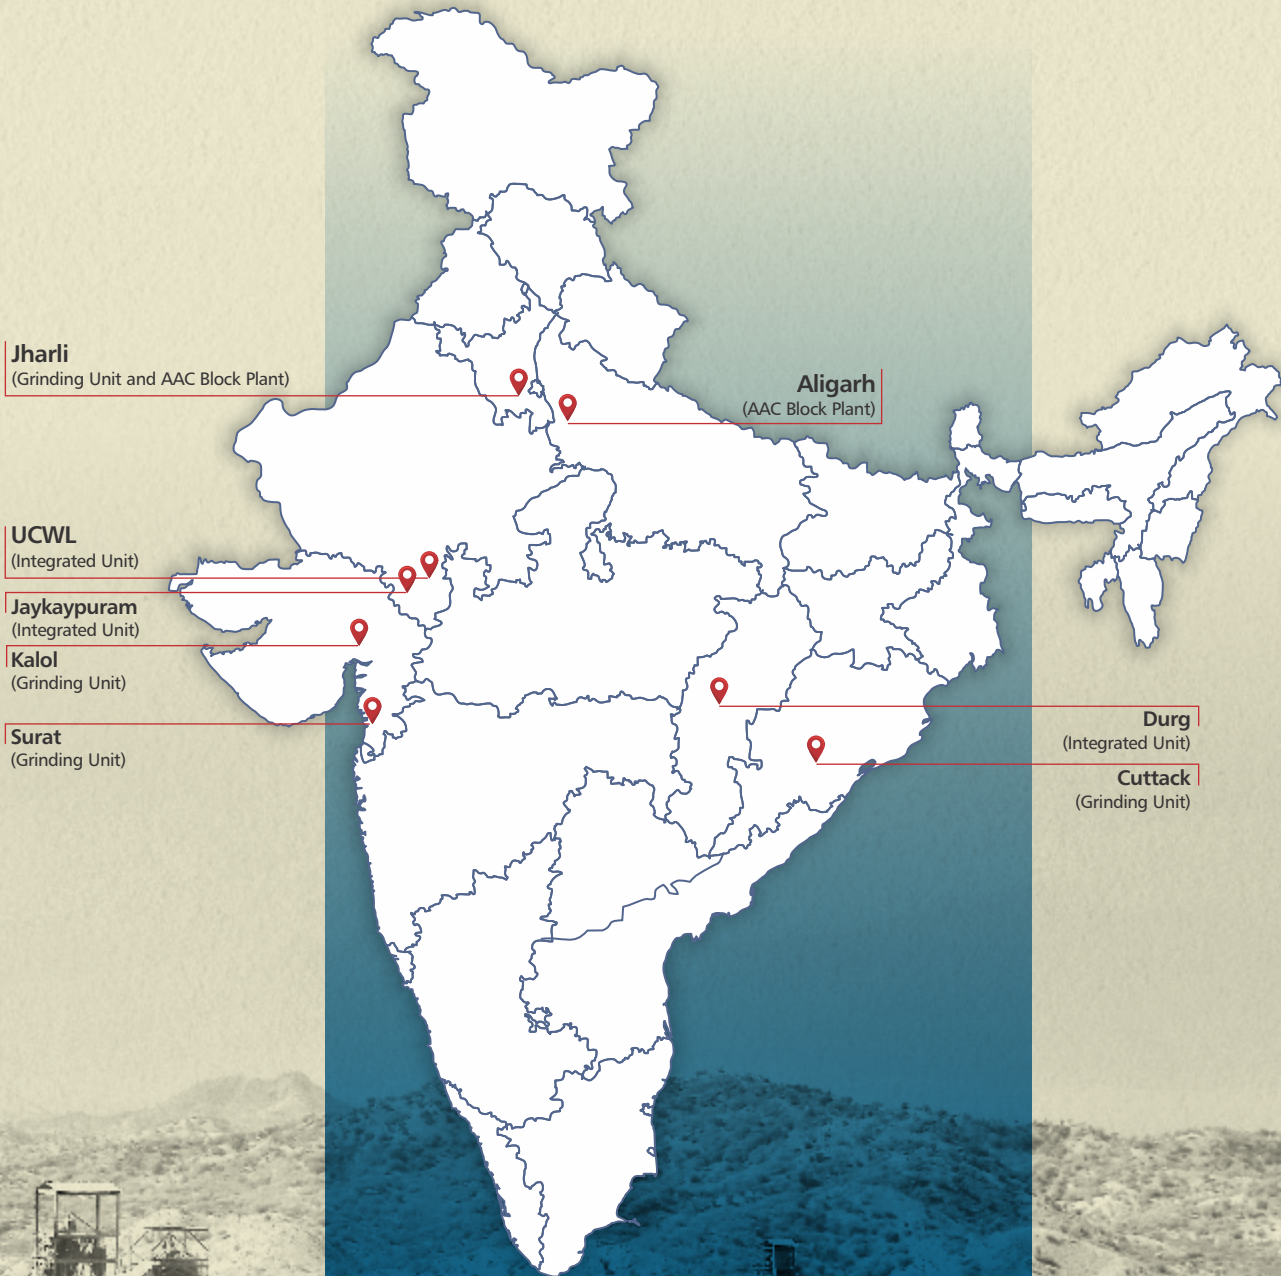 Jharli
(Grinding Unit and AAC Block Plant)
Aligarh
(AAC Block Plant)
UCWL
(Integrated Unit)
Jaykaypuram
(Integrated Unit)
Kalol
(Grinding Unit)
Surat
(Grinding Unit)
Durg
(Integrated Unit)
Cuttack
(Grinding Unit)